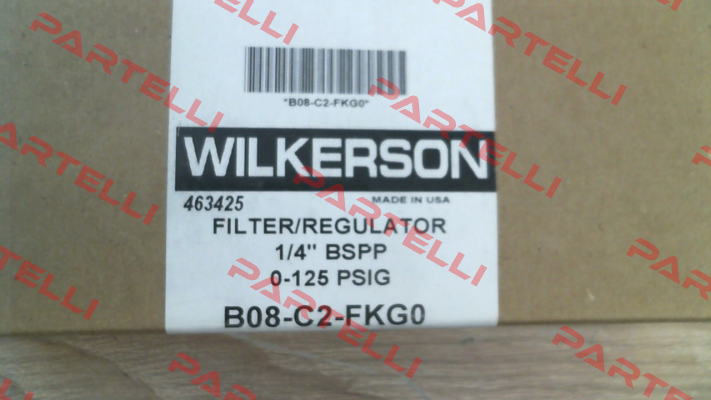 *B08-C2-FKG0*
WILKERSON
463425 MADE IN USA
FILTER/REGULATOR
1/4" BSPP
0-125 PSIG
B08-C2-FKG0
PARTELLI
PARTELLI
PARTELLI
PARTELLI
PARTELLI
PARTELLI